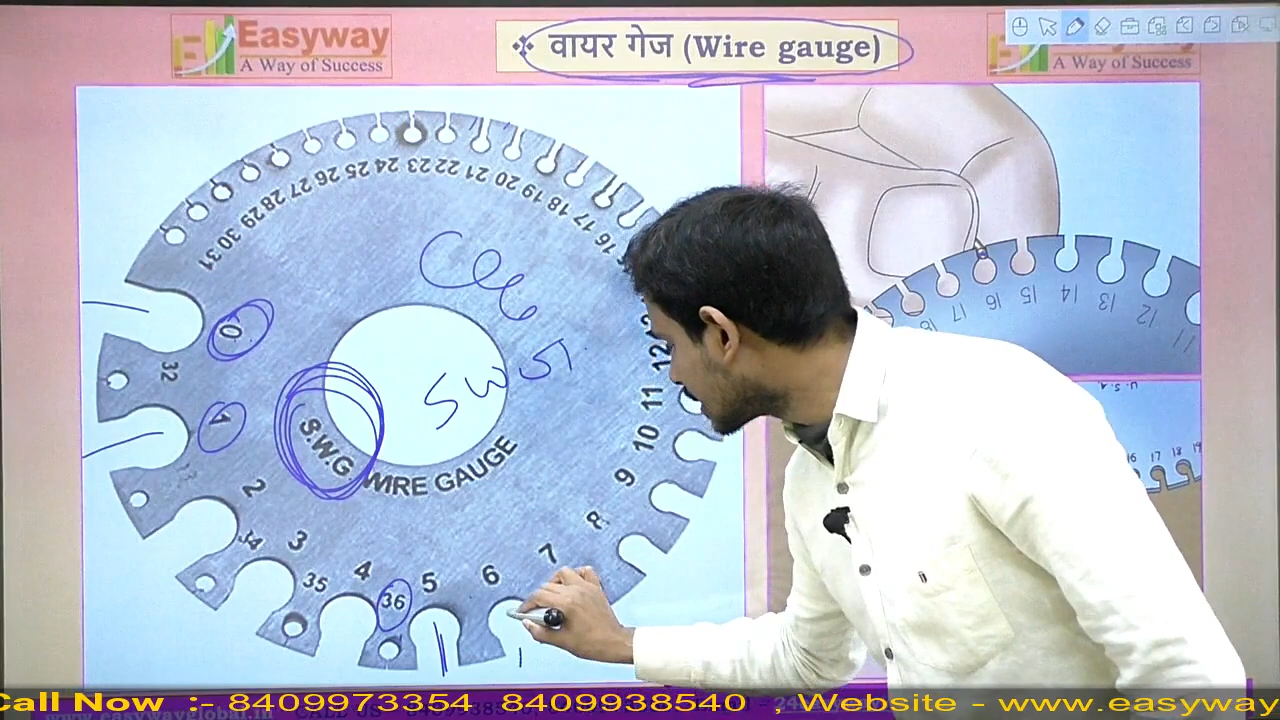 Easyway
A Way of Success
❖ वायर गेज (Wire gauge)
A Way of Success
31 30 29 28 27 26 25 24 23 22 21 20 19 18 17 16
0
32
1
2
34
3
35
4
36
5
6
7
8
9
10
11
12
S.W.G. WIRE GAUGE
SWG
17 16 15 14 13 12 11
U.S.A.
16 17 18 19
Call Now :- 8409973354 8409938540 , Website - www.easyway
www.easywayglobal.in